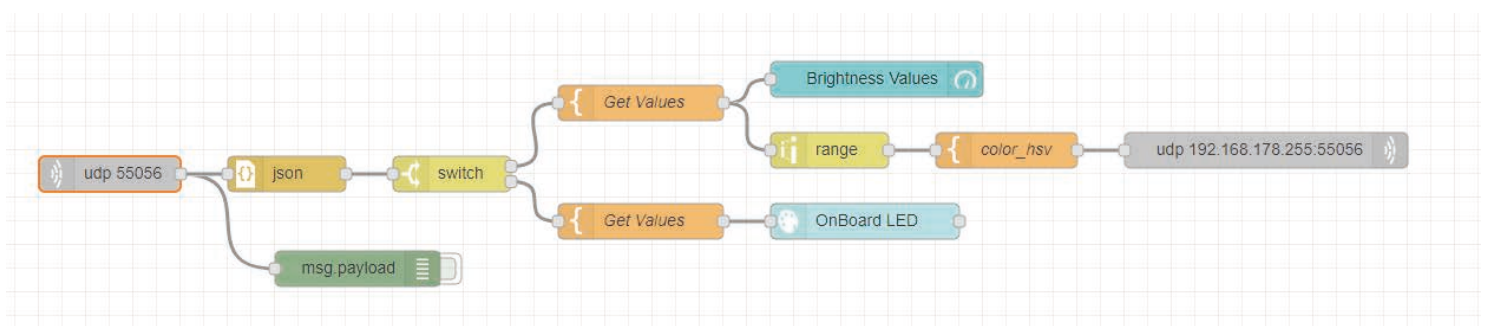 Brightness Values
Get Values
range
color_hsv
udp 192.168.178.255:55056
udp 55056
json
switch
Get Values
OnBoard LED
msg.payload